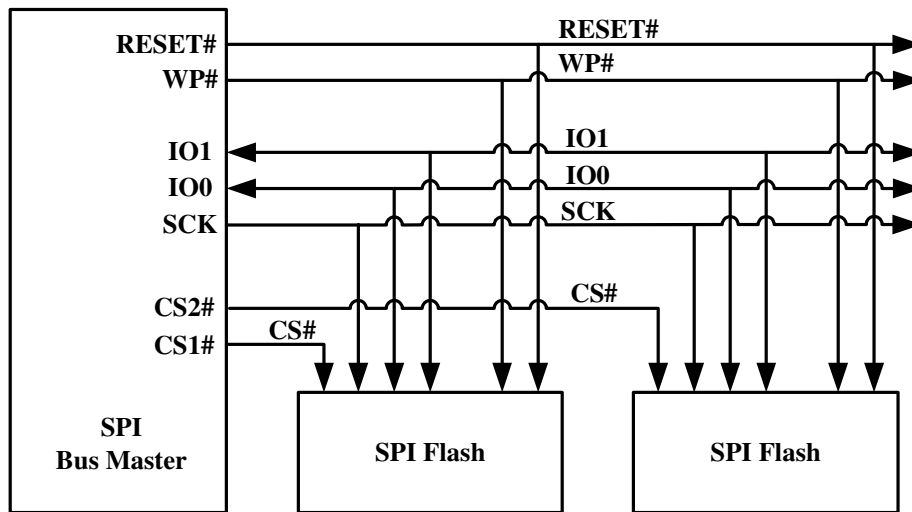 RESET#
RESET#
WP#
WP#
IO1
IO1
IO0
IO0
SCK
SCK
CS2#
CS#
CS1#
CS#
SPI
Bus Master
SPI Flash
SPI Flash